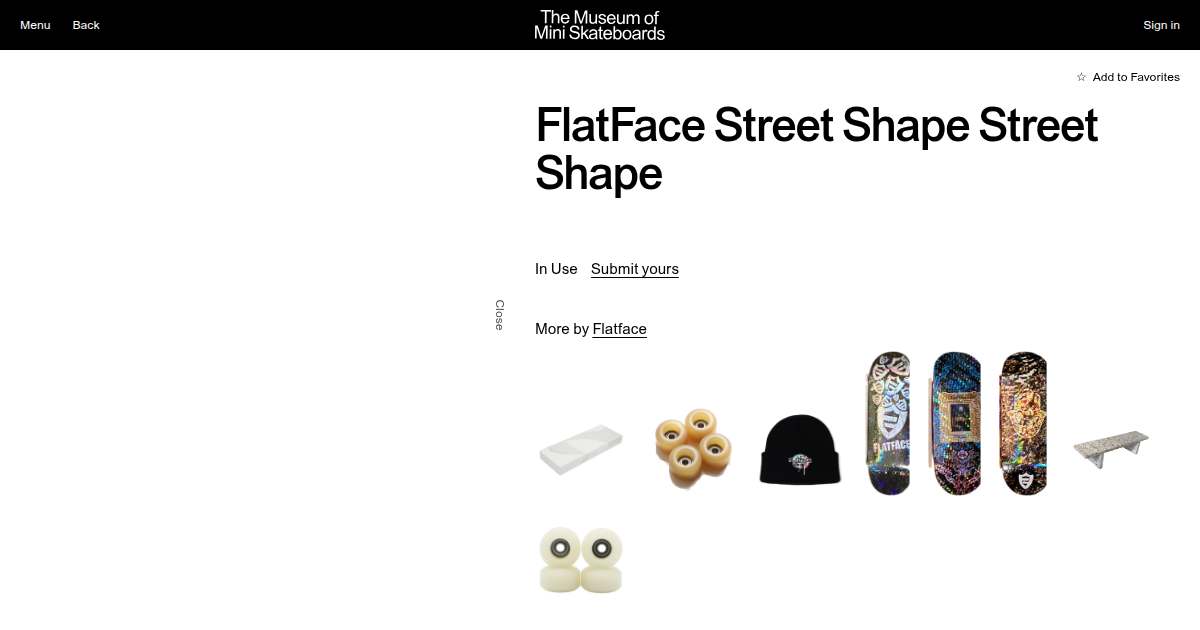 Menu
Back
The Museum of
Mini Skateboards
Sign in
☆ Add to Favorites
FlatFace Street Shape Street
Shape
In Use
Submit yours
Close
More by Flatface
FLATFACE